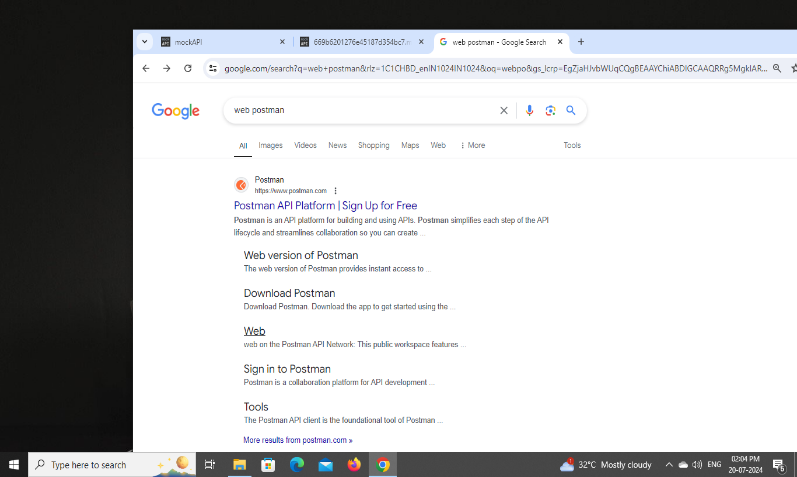 mockAPI
669b6201276e45187d354bc7.m
web postman - Google Search
google.com/search?q=web+postman&rlz=1C1CHBD_enIN1024IN1024&oq=webpo&gs_lcrp=EgZjaHJvbWUqCQgBEAAYChiABDIGCAAQRRg5MgkIAR...
Google
web postman
All Images Videos News Shopping Maps Web More Tools
Postman
https://www.postman.com
Postman API Platform | Sign Up for Free
Postman is an API platform for building and using APIs. Postman simplifies each step of the API
lifecycle and streamlines collaboration so you can create ...
Web version of Postman
The web version of Postman provides instant access to ...
Download Postman
Download Postman. Download the app to get started using the ...
Web
web on the Postman API Network: This public workspace features ...
Sign in to Postman
Postman is a collaboration platform for API development ...
Tools
The Postman API client is the foundational tool of Postman ...
More results from postman.com »
Type here to search
32°C Mostly cloudy
ENG
02:04 PM
20-07-2024